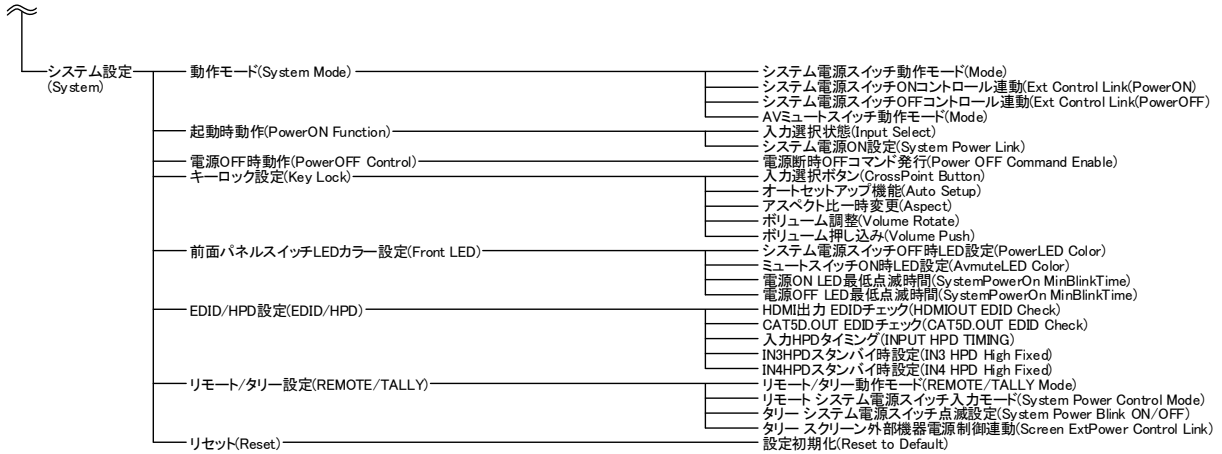 システム設定
(System)
動作モード(System Mode)
システム電源スイッチ動作モード(Mode)
システム電源スイッチONコントロール連動(Ext Control Link(PowerON)
システム電源スイッチOFFコントロール連動(Ext Control Link(PowerOFF)
AVミュートスイッチ動作モード(Mode)
起動時動作(PowerON Function)
入力選択状態(Input Select)
システム電源ON設定(System Power Link)
電源OFF時動作(PowerOFF Control)
電源断時OFFコマンド発行(Power OFF Command Enable)
キーロック設定(Key Lock)
入力選択ボタン(CrossPoint Button)
オートセットアップ機能(Auto Setup)
アスペクト比一時変更(Aspect)
ボリューム調整(Volume Rotate)
ボリューム押し込み(Volume Push)
前面パネルスイッチLEDカラー設定(Front LED)
システム電源スイッチOFF時LED設定(PowerLED Color)
ミュートスイッチON時LED設定(AvmuteLED Color)
電源ON LED最低点滅時間(SystemPowerOn MinBlinkTime)
電源OFF LED最低点滅時間(SystemPowerOn MinBlinkTime)
EDID/HPD設定(EDID/HPD)
HDMI出力 EDIDチェック(HDMIOUT EDID Check)
CAT5D.OUT EDIDチェック(CAT5D.OUT EDID Check)
入力HPDタイミング(INPUT HPD TIMING)
IN3HPDスタンバイ時設定(IN3 HPD High Fixed)
IN4HPDスタンバイ時設定(IN4 HPD High Fixed)
リモート/タリー設定(REMOTE/TALLY)
リモート/タリー動作モード(REMOTE/TALLY Mode)
リモート システム電源スイッチ入力モード(System Power Control Mode)
タリー システム電源スイッチ点滅設定(System Power Blink ON/OFF)
タリー スクリーン外部機器電源制御連動(Screen ExtPower Control Link)
リセット(Reset)
設定初期化(Reset to Default)